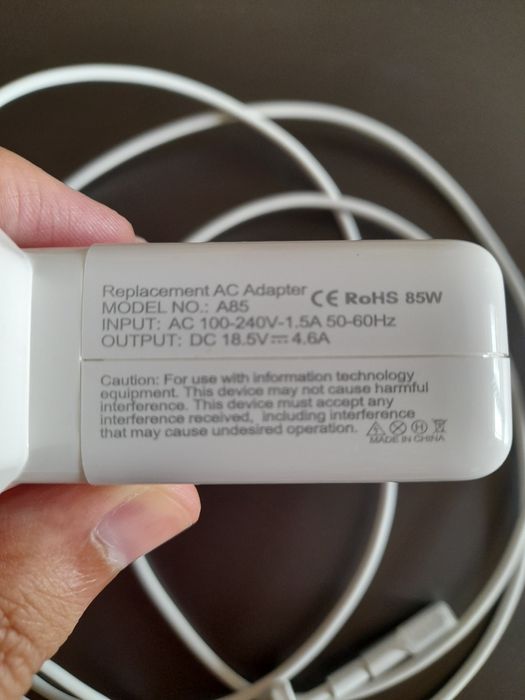 Replacement AC Adapter CE RoHS 85W
MODEL NO.: A85
INPUT: AC 100-240V-1.5A 50-60Hz
OUTPUT: DC 18.5V⎓4.6A
Caution: For use with information technology
equipment. This device may not cause harmful
interference. This device must accept any
interference received, including interference
that may cause undesired operation.
MADE IN CHINA